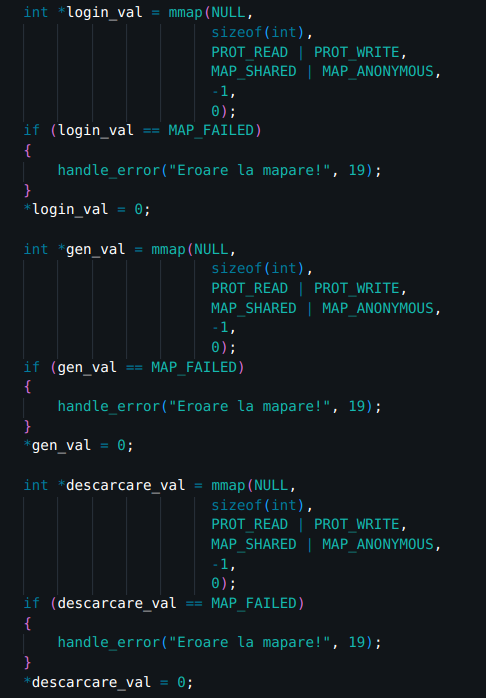 int *login_val = mmap(NULL,
sizeof(int),
PROT_READ | PROT_WRITE,
MAP_SHARED | MAP_ANONYMOUS,
-1,
0);
if (login_val == MAP_FAILED)
{
handle_error("Eroare la mapare!", 19);
}
*login_val = 0;
int *gen_val = mmap(NULL,
sizeof(int),
PROT_READ | PROT_WRITE,
MAP_SHARED | MAP_ANONYMOUS,
-1,
0);
if (gen_val == MAP_FAILED)
{
handle_error("Eroare la mapare!", 19);
}
*gen_val = 0;
int *descarcare_val = mmap(NULL,
sizeof(int),
PROT_READ | PROT_WRITE,
MAP_SHARED | MAP_ANONYMOUS,
-1,
0);
if (descarcare_val == MAP_FAILED)
{
handle_error("Eroare la mapare!", 19);
}
*descarcare_val = 0;